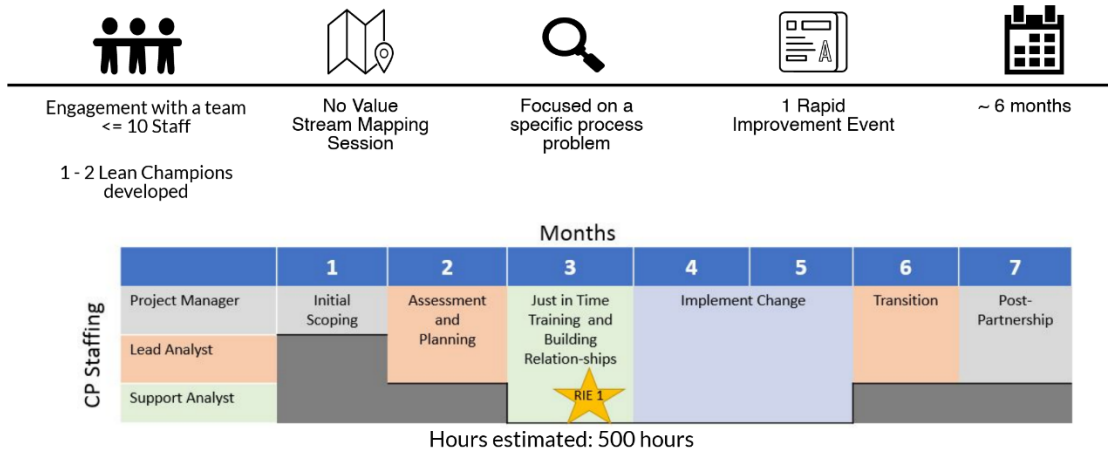 Engagement with a team
<= 10 Staff
1 - 2 Lean Champions
developed
No Value
Stream Mapping
Session
Focused on a
specific process
problem
A
1 Rapid
Improvement Event
~ 6 months
Months
1 2 3 4 5 6 7
CP Staffing
Project Manager
Lead Analyst
Support Analyst
Initial
Scoping
Assessment
and
Planning
Just in Time
Training and
Building
Relation-ships
RIE 1
Implement Change
Transition
Post-
Partnership
Hours estimated: 500 hours